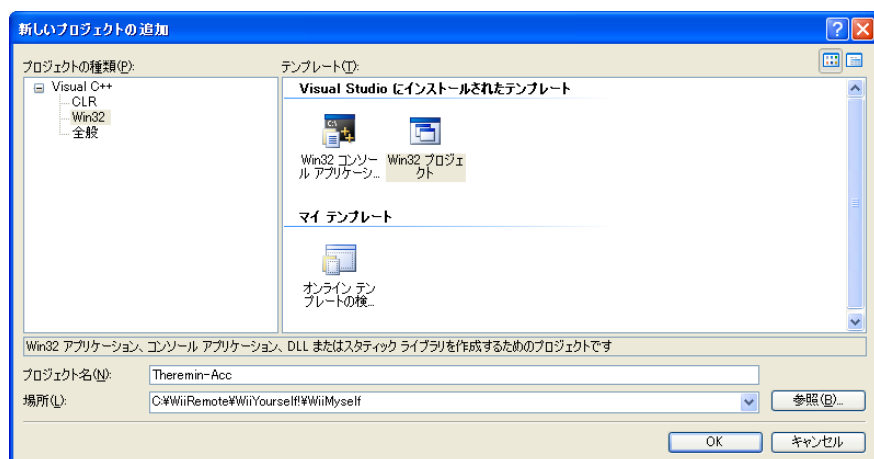 新しいプロジェクトの追加
プロジェクトの種類(P):
テンプレート(T):
Visual C++
CLR
Win32
全般
Visual Studio にインストールされたテンプレート
Win32 コンソー
ル アプリケーシ...
Win32 プロジェ
クト
マイ テンプレート
オンライン テン
プレートの検...
Win32 アプリケーション、コンソール アプリケーション、DLL またはスタティック ライブラリを作成するためのプロジェクトです
プロジェクト名(N):
Theremin-Acc
場所(L):
C:¥WiiRemote¥WiiYourself!¥WiiMyself
参照(B)...
OK
キャンセル